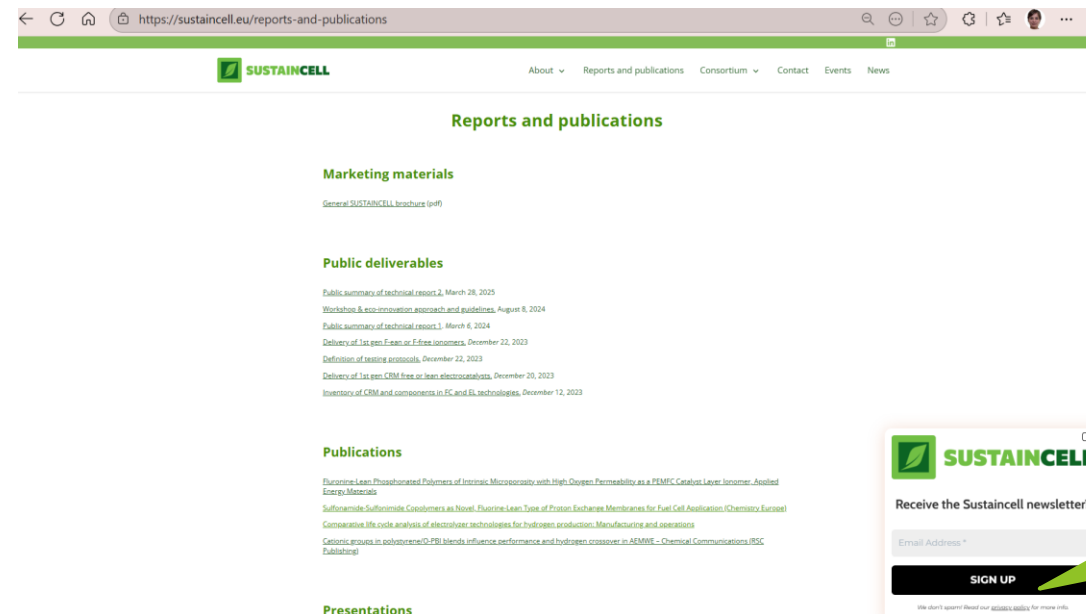 https://sustaincell.eu/reports-and-publications
in
SUSTAINCELL
About
Reports and publications
Consortium
Contact
Events
News
Reports and publications
Marketing materials
General SUSTAINCELL brochure (pdf)
Public deliverables
Public summary of technical report 2, March 28, 2025
Workshop & eco-innovation approach and guidelines, August 8, 2024
Public summary of technical report 1, March 6, 2024
Delivery of 1st gen F-ean or F-free ionomers, December 22, 2023
Definition of testing protocols, December 22, 2023
Delivery of 1st gen CRM free or lean electrocatalysts, December 20, 2023
Inventory of CRM and components in FC and EL technologies, December 12, 2023
Publications
Fluronine-Lean Phosphonated Polymers of Intrinsic Microporosity with High Oxygen Permeability as a PEMFC Catalyst Layer Ionomer, Applied
Energy Materials
Sulfonamide-Sulfonimide Copolymers as Novel, Fluorine-Lean Type of Proton Exchange Membranes for Fuel Cell Application (Chemistry Europe)
Comparative life cycle analysis of electrolyzer technologies for hydrogen production: Manufacturing and operations
Cationic groups in polystyrene/O-PBI blends influence performance and hydrogen crossover in AEMWE – Chemical Communications (RSC
Publishing)
Presentations
SUSTAINCELL
Receive the Sustaincell newsletter
Email Address *
SIGN UP
We don't spam! Read our privacy policy for more info.